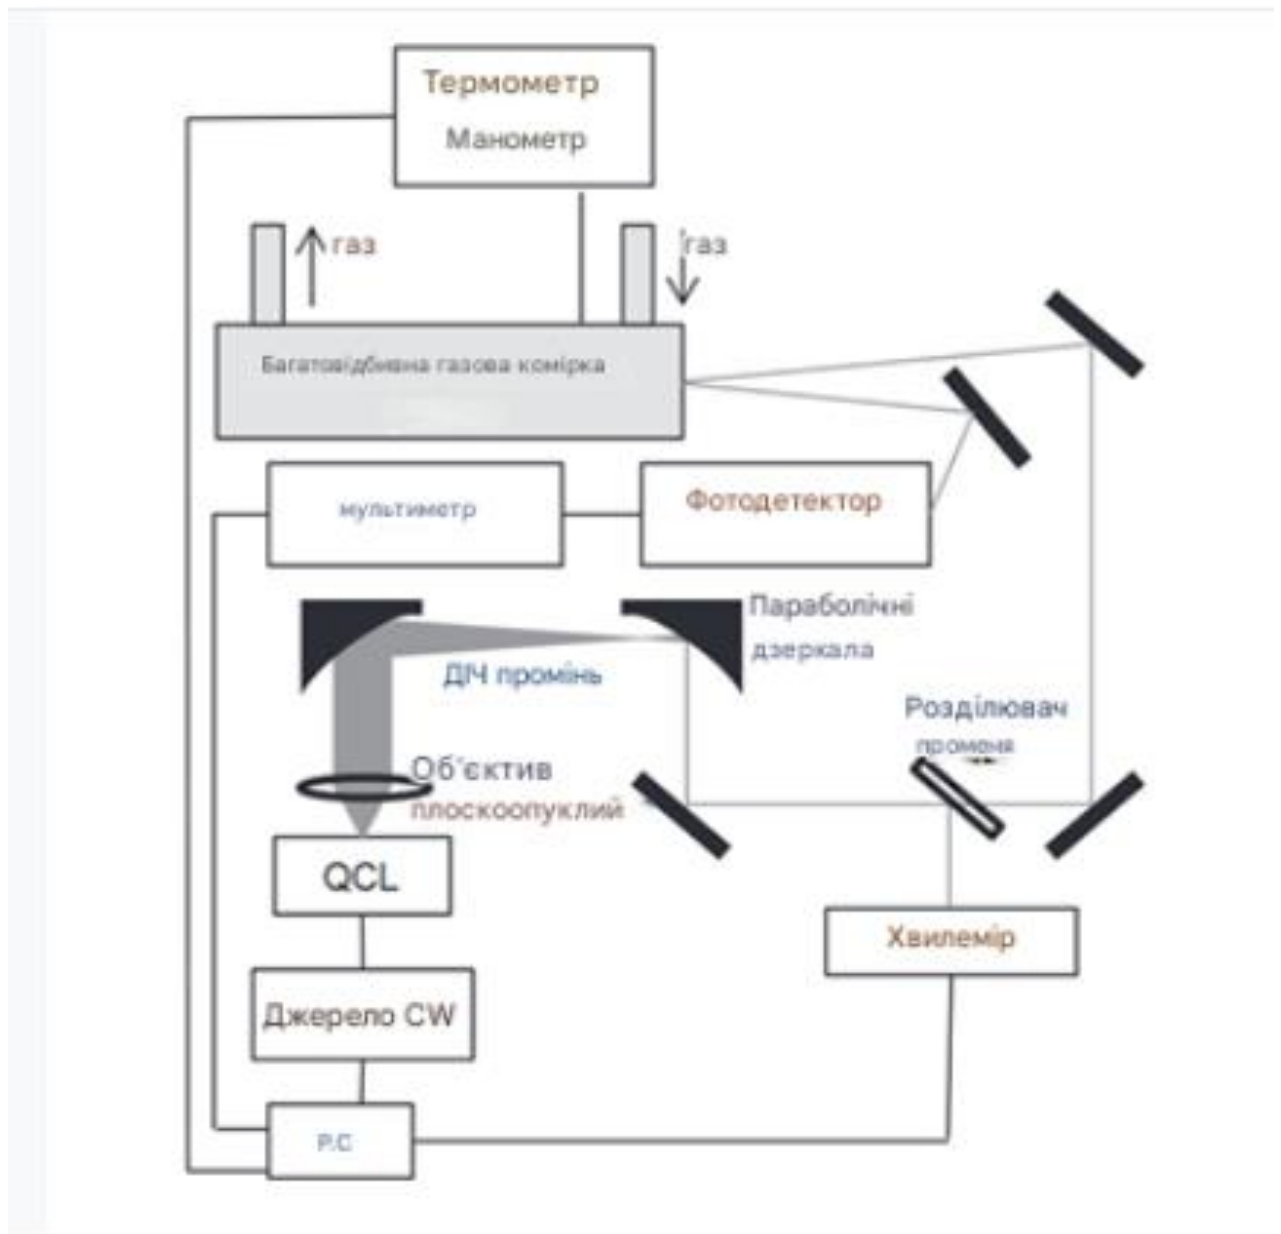 Термометр
Манометр
газ
газ
Багатовідбивна газова комірка
мультиметр
Фотодетектор
Параболічні
дзеркала
ДІЧ промінь
Розділювач
променя
Об'єктив
плоскоопуклий
QCL
Хвилемір
Джерело CW
P.C